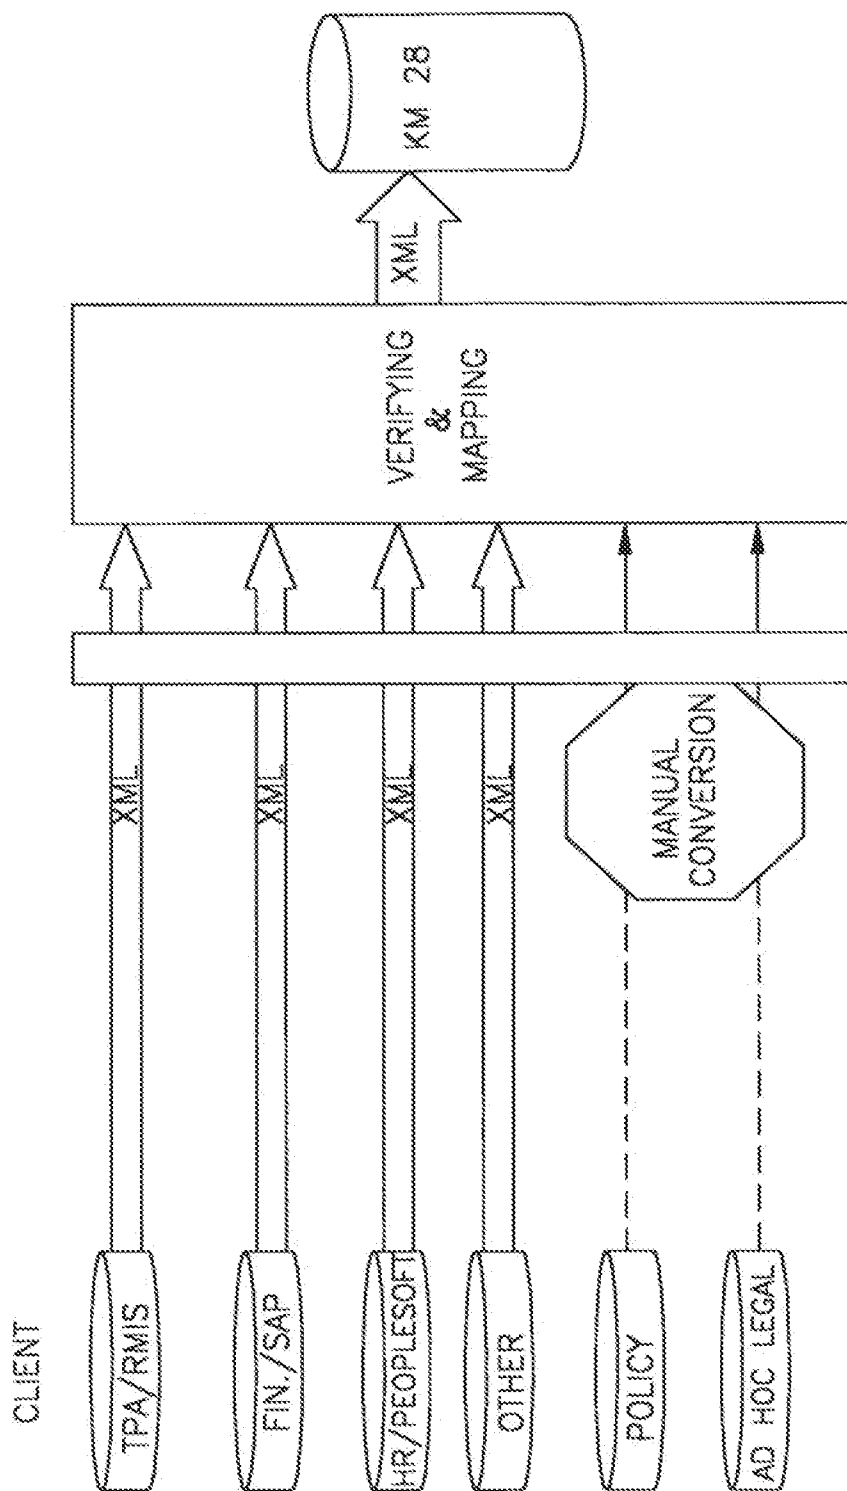 CLIENT
TPA/RMIS
XML
FIN./SAP
XML
HR/PEOPLESOFT
XML
OTHER
XML
POLICY
AD HOC LEGAL
MANUAL
CONVERSION
VERIFYING
&
MAPPING
XML
KM 28